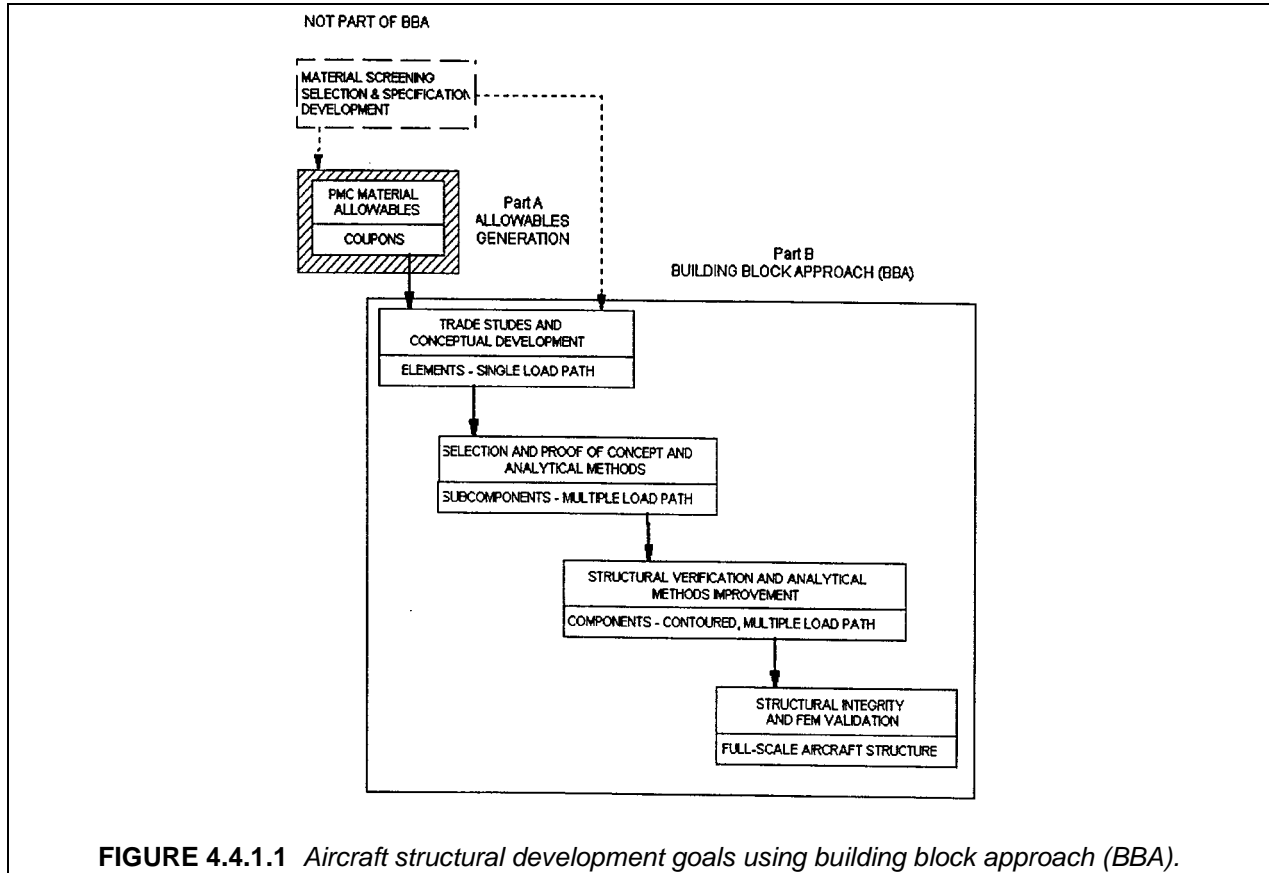 NOT PART OF BBA
MATERIAL SCREENING
SELECTION & SPECIFICATION
DEVELOPMENT
PMC MATERIAL
ALLOWABLES
COUPONS
Part A
ALLOWABLES
GENERATION
Part B
BUILDING BLOCK APPROACH (BBA)
TRADE STUDES AND
CONCEPTUAL DEVELOPMENT
ELEMENTS - SINGLE LOAD PATH
SELECTION AND PROOF OF CONCEPT AND
ANALYTICAL METHODS
SUBCOMPONENTS - MULTIPLE LOAD PATH
STRUCTURAL VERIFICATION AND ANALYTICAL
METHODS IMPROVEMENT
COMPONENTS - CONTOURED, MULTIPLE LOAD PATH
STRUCTURAL INTEGRITY
AND FEM VALIDATION
FULL-SCALE AIRCRAFT STRUCTURE
FIGURE 4.4.1.1 Aircraft structural development goals using building block approach (BBA).